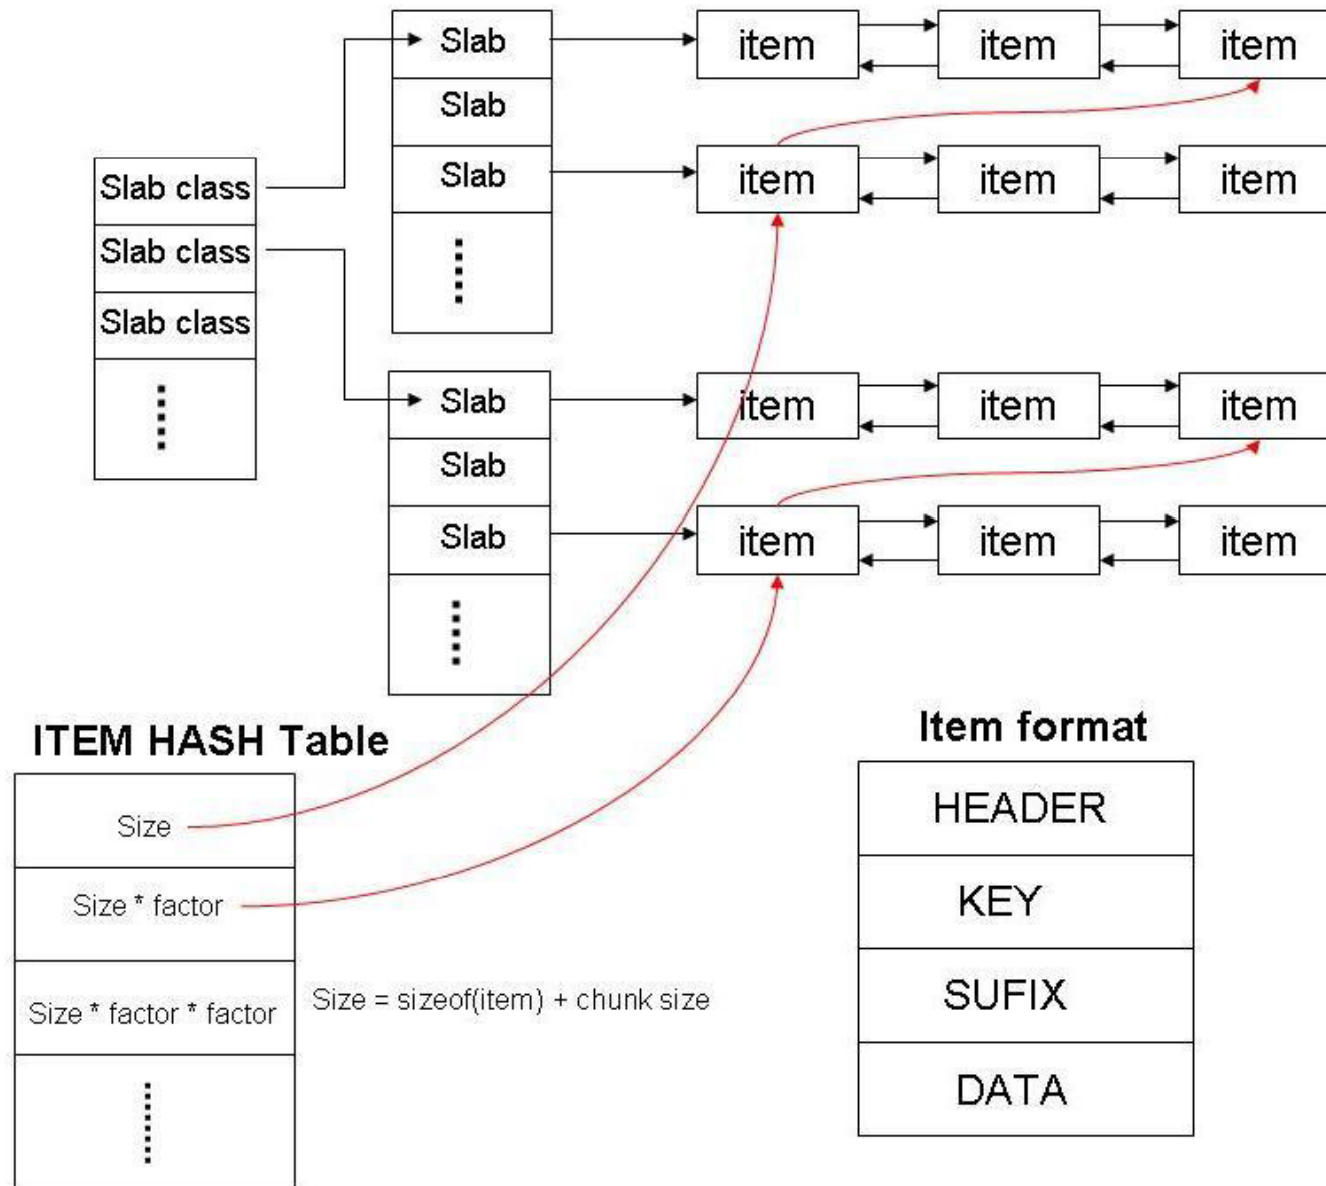 Slab
item
item
item
Slab
Slab
item
item
item
Slab class
Slab class
Slab class
Slab
item
item
item
Slab
Slab
item
item
item
ITEM HASH Table
Size
Size * factor
Size * factor * factor
Size = sizeof(item) + chunk size
Item format
HEADER
KEY
SUFIX
DATA